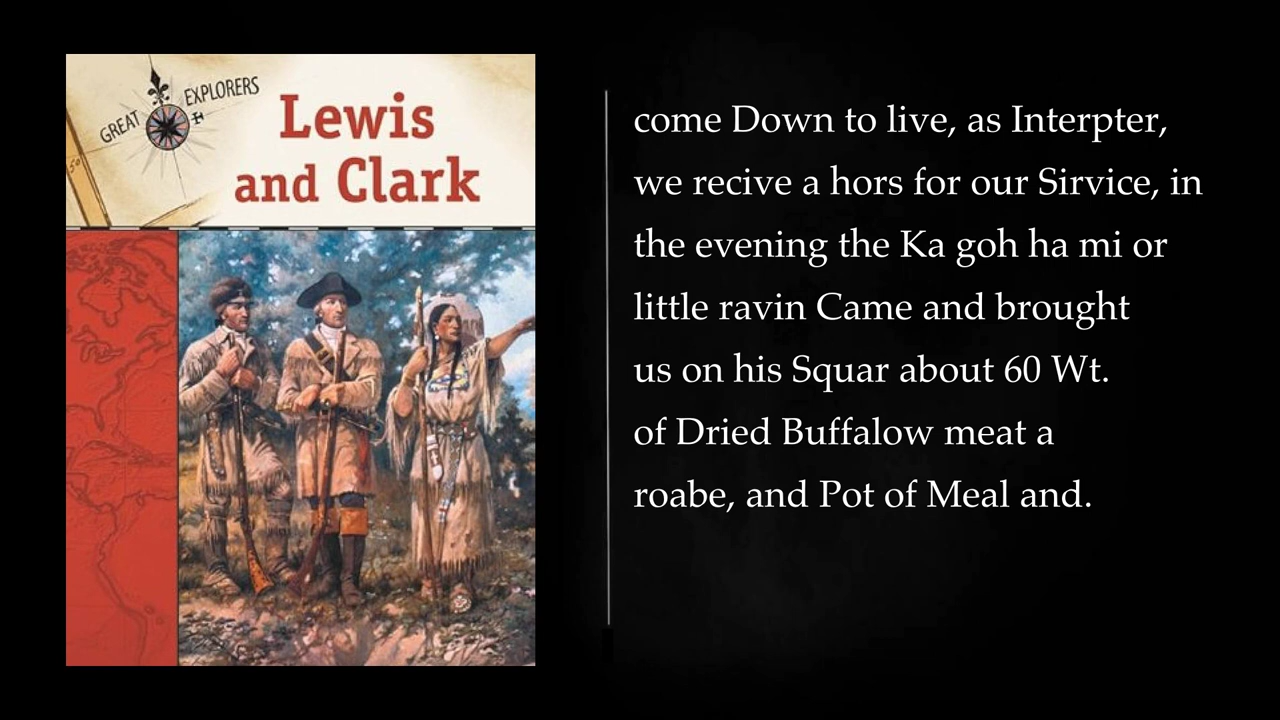 GREAT EXPLORERS
Lewis
and Clark
50
come Down to live, as Interpter,
we recive a hors for our Sirvice, in
the evening the Ka goh ha mi or
little ravin Came and brought
us on his Squar about 60 Wt.
of Dried Buffalow meat a
roabe, and Pot of Meal and.